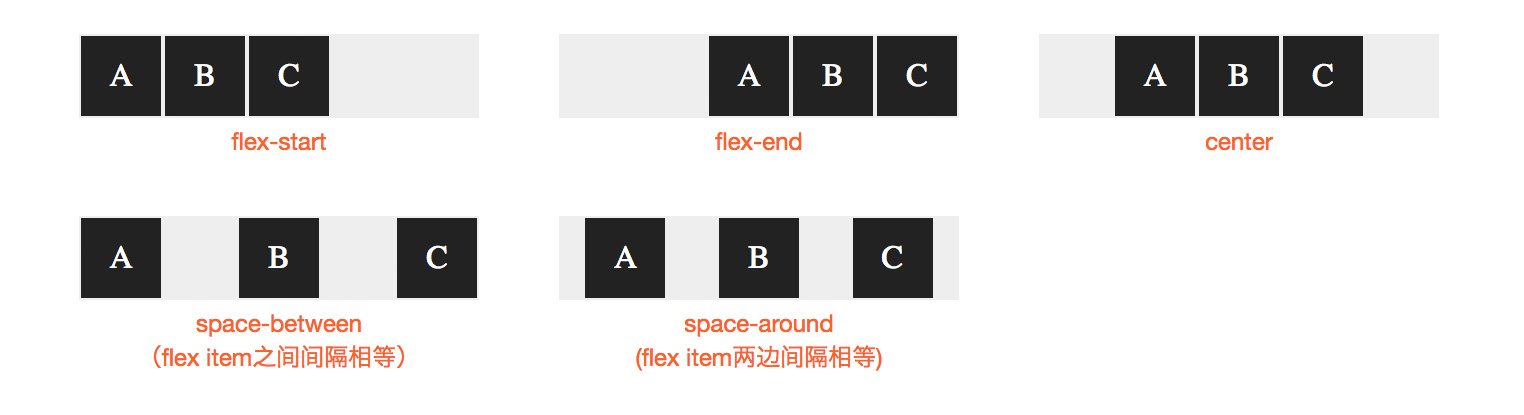 A B C
flex-start
A B C
flex-end
A B C
center
A B C
space-between
（flex item之间间隔相等）
A B C
space-around
(flex item两边间隔相等)